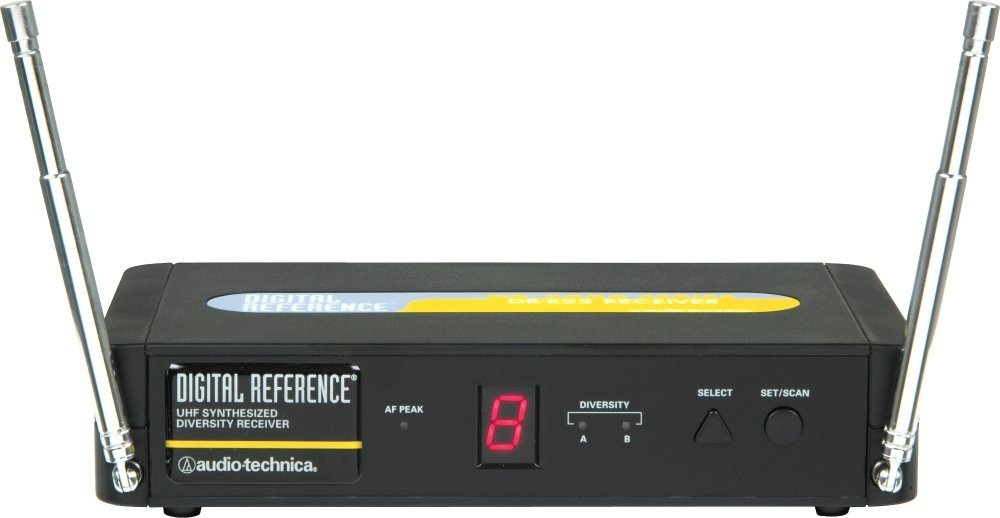 DIGITAL
REFERENCE
DR-R22 RECEIVER
DIGITAL REFERENCE®
UHF SYNTHESIZED
DIVERSITY RECEIVER
audio-technica®
AF PEAK
8
DIVERSITY
A B
SELECT
SET/SCAN